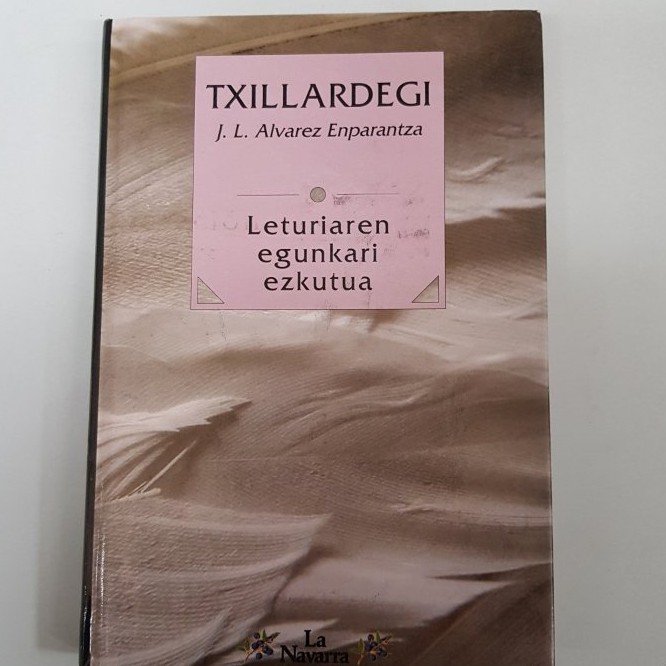 TXILLARDEGI
J. L. Alvarez Enparantza
Leturiaren
egunkari
ezkutua
La
Navarra